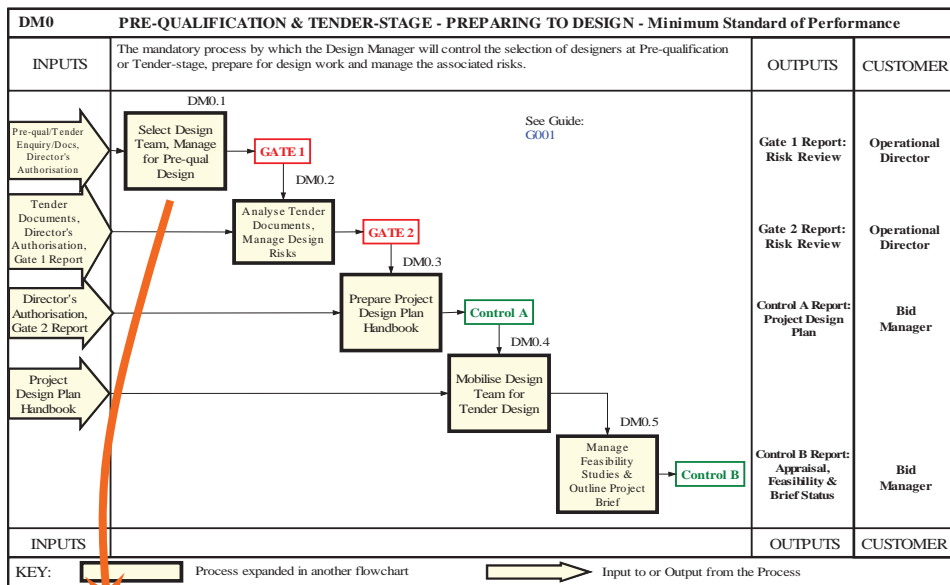 DM0 PRE-QUALIFICATION & TENDER-STAGE - PREPARING TO DESIGN - Minimum Standard of Performance
INPUTS
The mandatory process by which the Design Manager will control the selection of designers at Pre-qualification
or Tender-stage, prepare for design work and manage the associated risks.
OUTPUTS
CUSTOMER
DM0.1
Pre-qual/Tender
Enquiry/Docs,
Director's
Authorisation
Select Design
Team, Manage
for Pre-qual
Design
GATE 1
See Guide:
G001
Gate 1 Report:
Risk Review
Operational
Director
DM0.2
Tender
Documents,
Director's
Authorisation,
Gate 1 Report
Analyse Tender
Documents,
Manage Design
Risks
GATE 2
Gate 2 Report:
Risk Review
Operational
Director
DM0.3
Director's
Authorisation,
Gate 2 Report
Prepare Project
Design Plan
Handbook
Control A
Control A Report:
Project Design
Plan
Bid
Manager
DM0.4
Project
Design Plan
Handbook
Mobilise Design
Team for
Tender Design
DM0.5
Manage
Feasibility
Studies &
Outline Project
Brief
Control B
Control B Report:
Appraisal,
Feasibility &
Brief Status
Bid
Manager
INPUTS
OUTPUTS
CUSTOMER
KEY:
Process expanded in another flowchart
Input to or Output from the Process